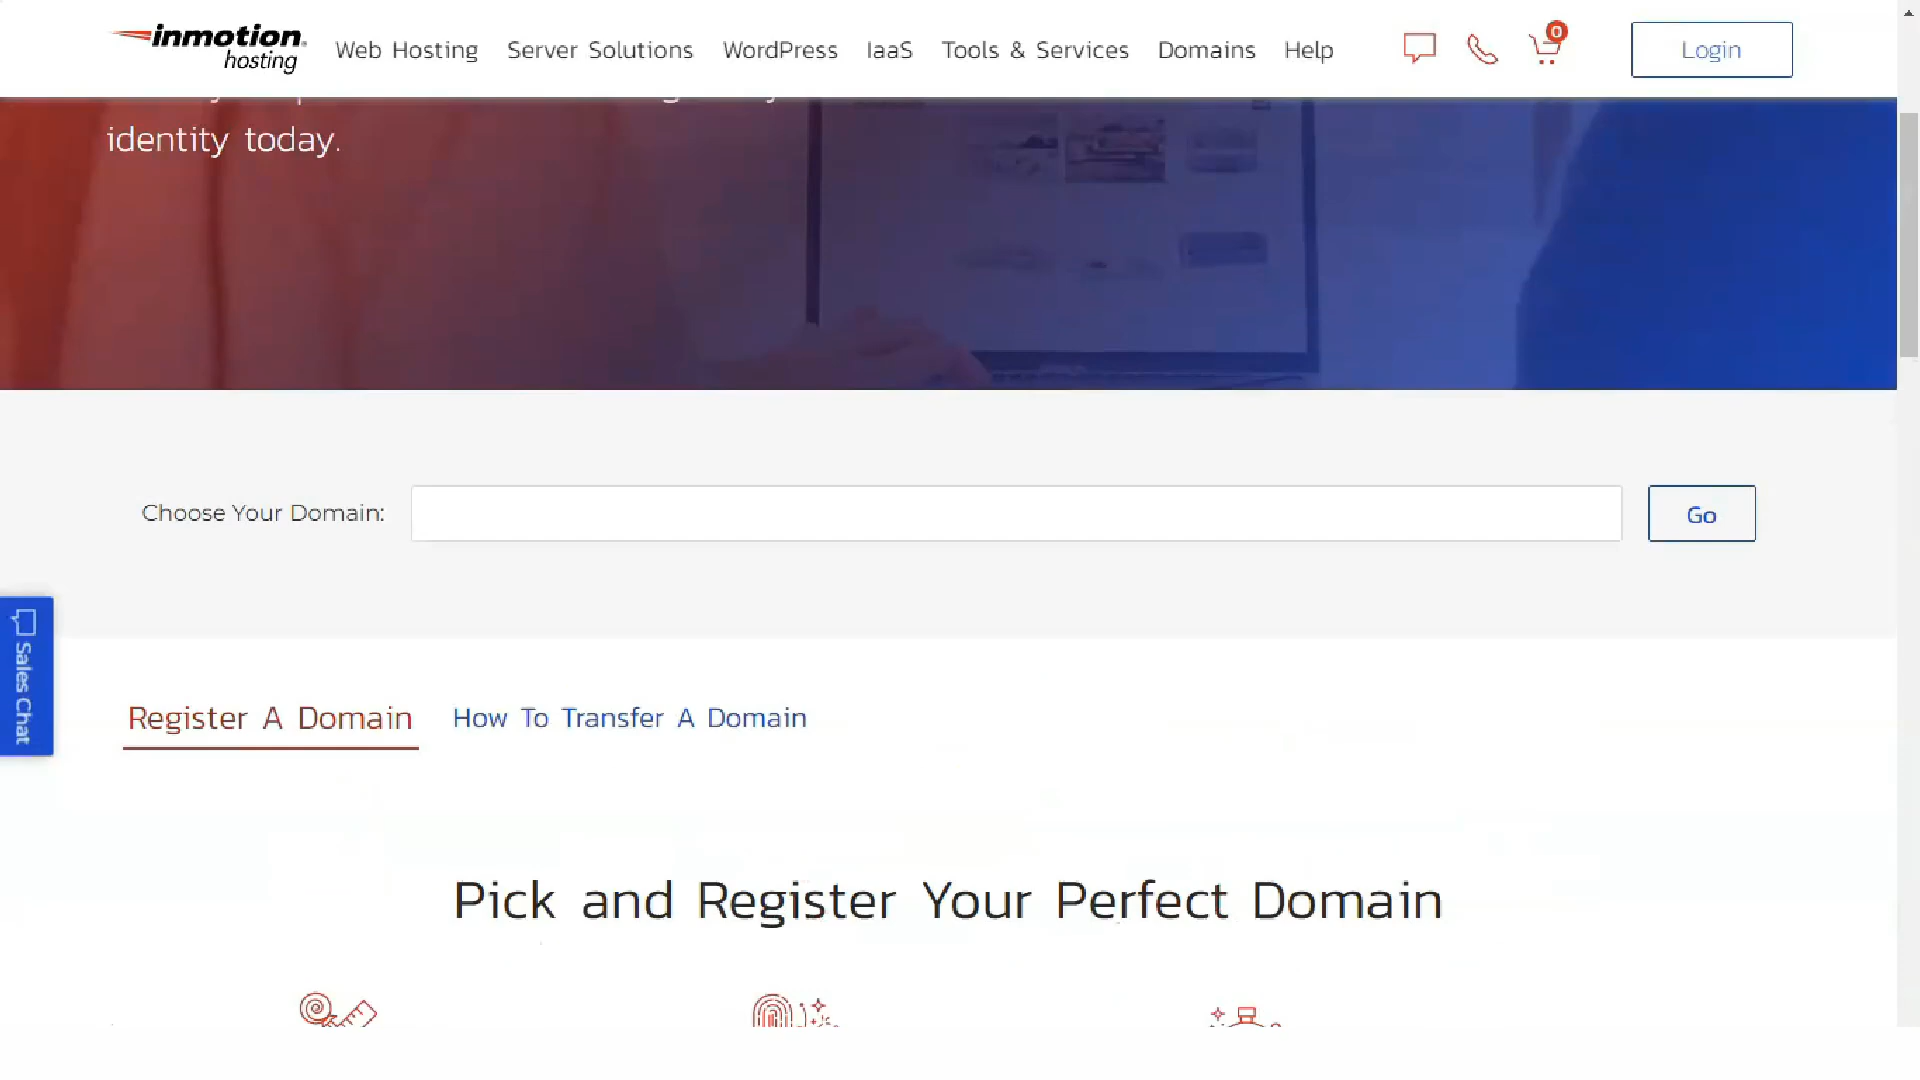 inmotion
hosting
Web Hosting Server Solutions WordPress IaaS Tools & Services Domains Help 0 Login
identity today.
Choose Your Domain: Go
Sales Chat
Register A Domain How To Transfer A Domain
Pick and Register Your Perfect Domain